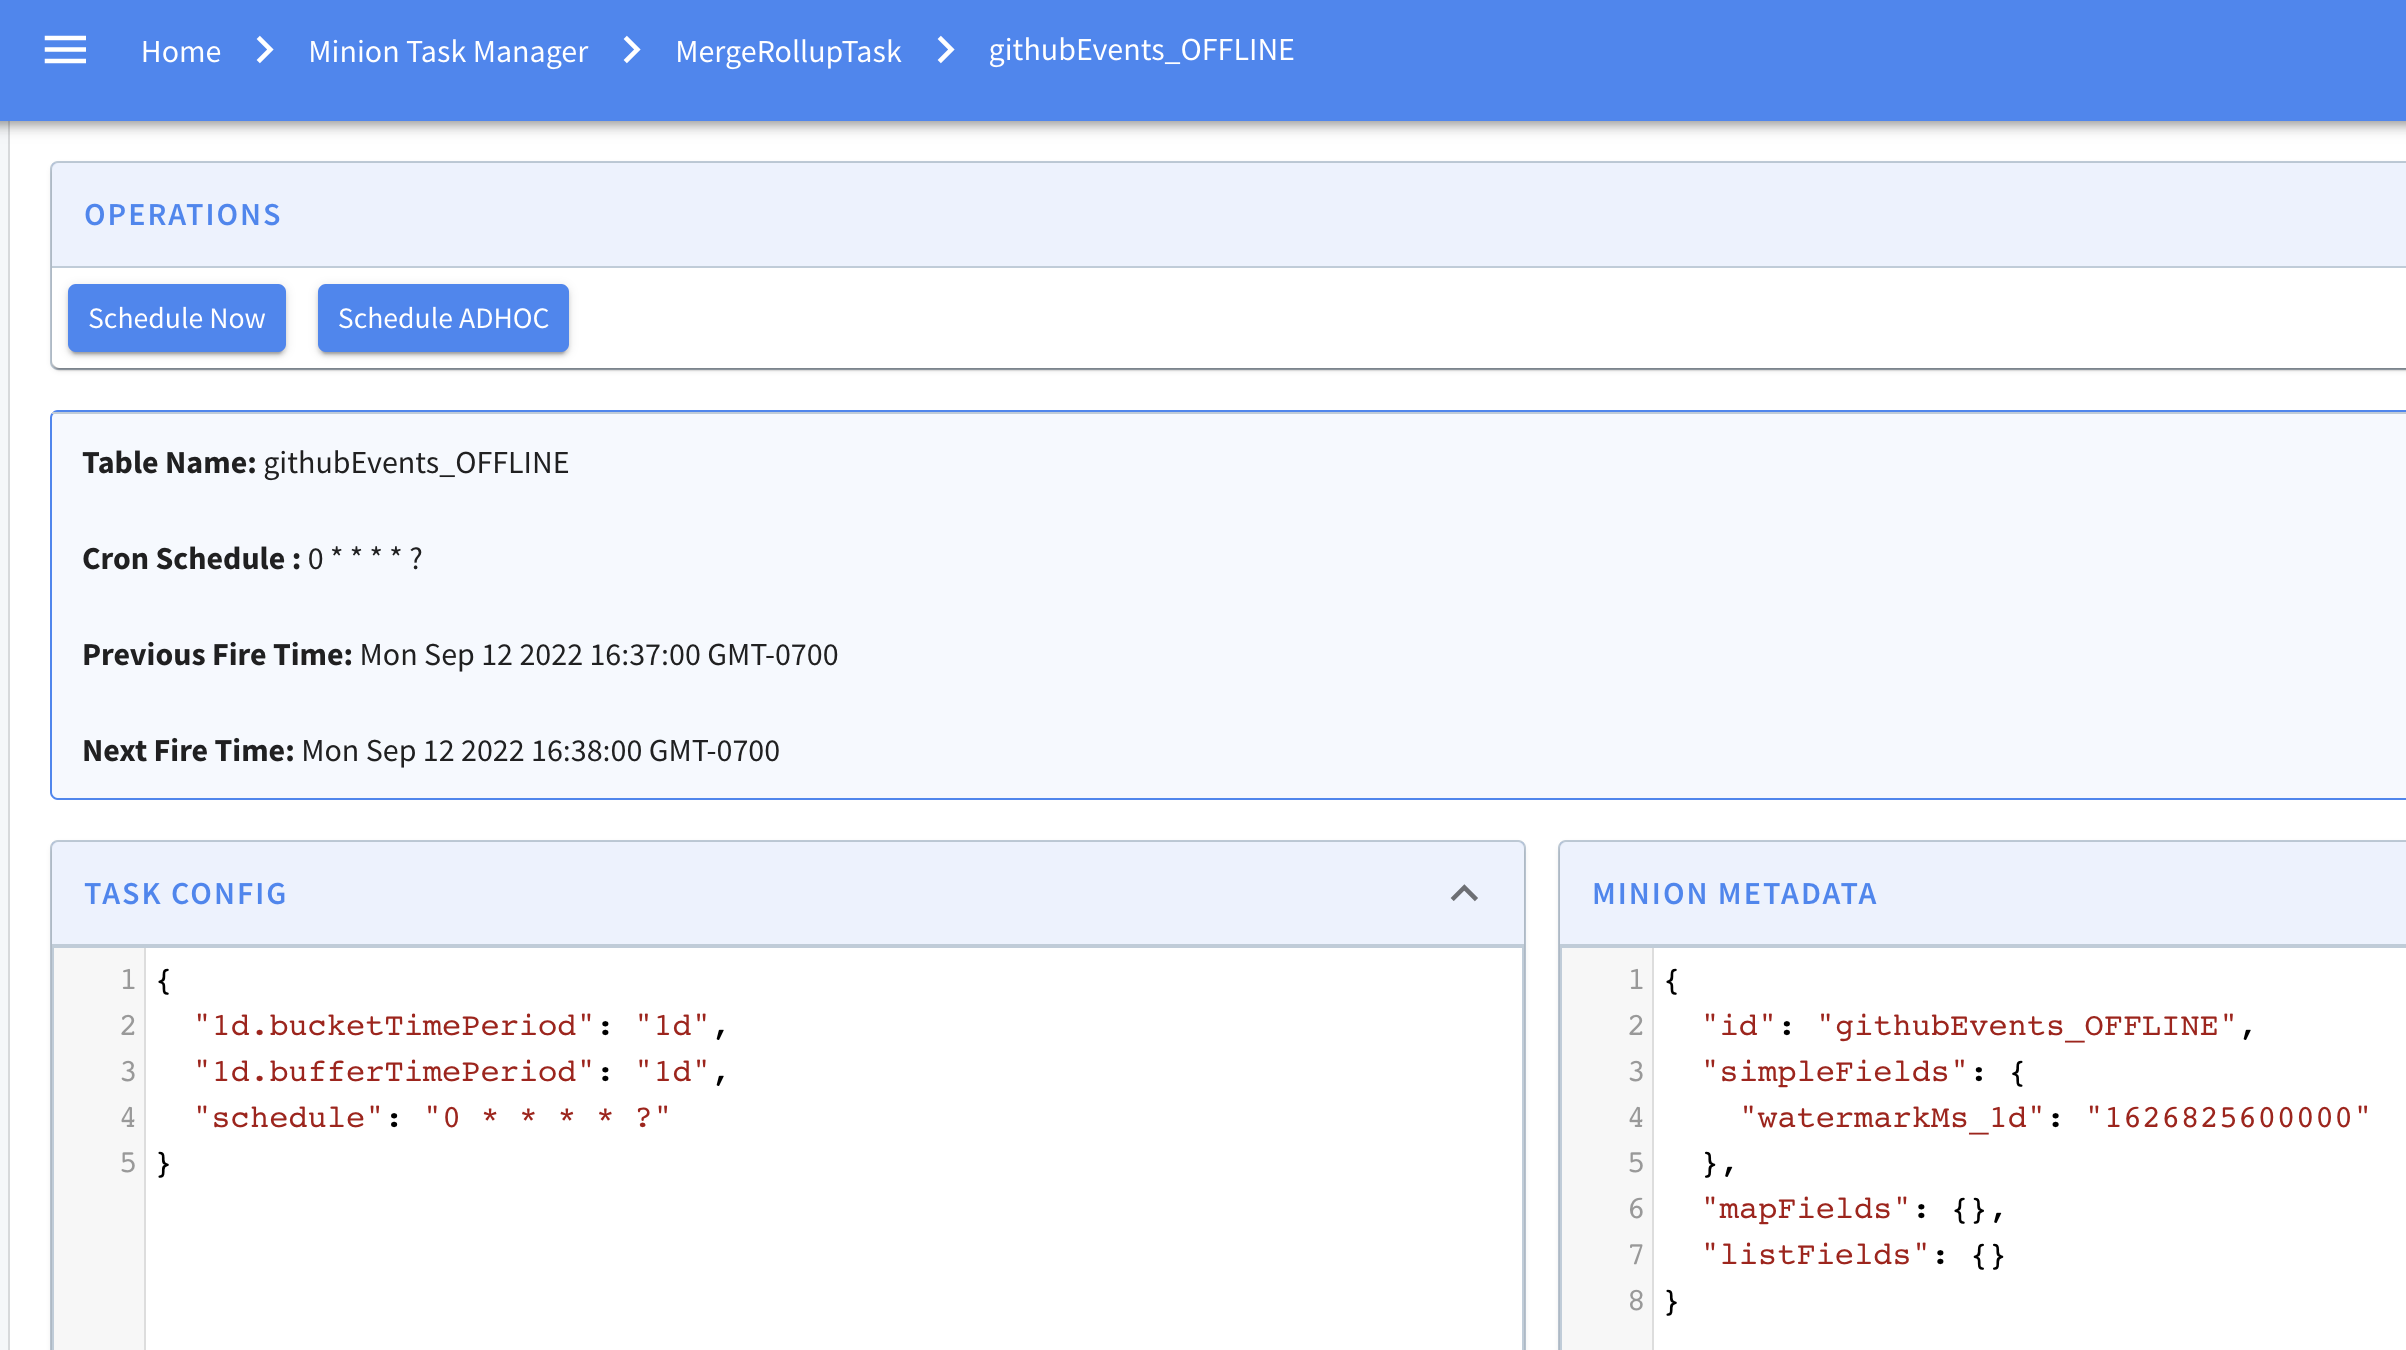 Home > Minion Task Manager > MergeRollupTask > githubEvents_OFFLINE
OPERATIONS
Schedule Now Schedule ADHOC
Table Name: githubEvents_OFFLINE
Cron Schedule : 0 * * * * ?
Previous Fire Time: Mon Sep 12 2022 16:37:00 GMT-0700
Next Fire Time: Mon Sep 12 2022 16:38:00 GMT-0700
TASK CONFIG
1 {
2   "1d.bucketTimePeriod": "1d",
3   "1d.bufferTimePeriod": "1d",
4   "schedule": "0 * * * * ?"
5 }
MINION METADATA
1 {
2   "id": "githubEvents_OFFLINE",
3   "simpleFields": {
4     "watermarkMs_1d": "1626825600000"
5   },
6   "mapFields": {},
7   "listFields": {}
8 }